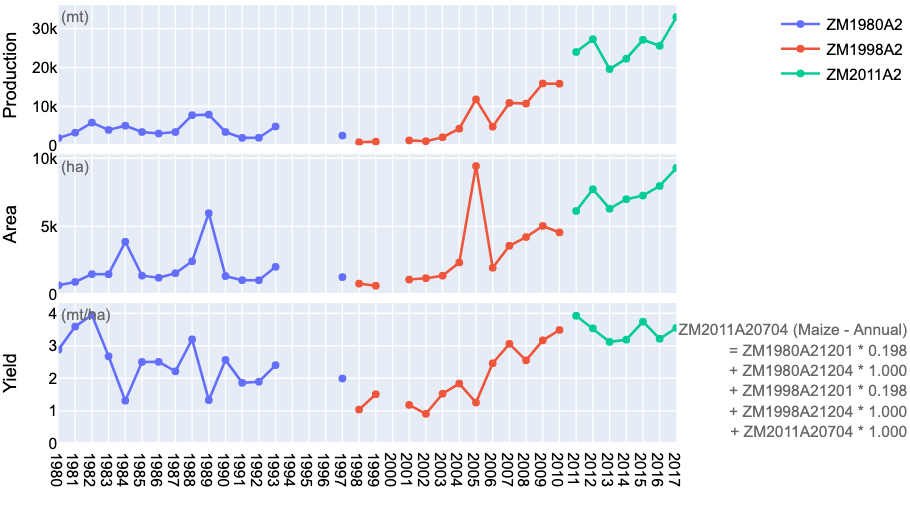 (mt)
30k
20k
10k
0
Production
ZM1980A2
ZM1998A2
ZM2011A2
(ha)
10k
5k
0
Area
(mt/ha)
4
3
2
1
0
Yield
ZM2011A20704 (Maize - Annual)
= ZM1980A21201 * 0.198
+ ZM1980A21204 * 1.000
+ ZM1998A21201 * 0.198
+ ZM1998A21204 * 1.000
+ ZM2011A20704 * 1.000
1980
1981
1982
1983
1984
1985
1986
1987
1988
1989
1990
1991
1992
1993
1994
1995
1996
1997
1998
1999
2000
2001
2002
2003
2004
2005
2006
2007
2008
2009
2010
2011
2012
2013
2014
2015
2016
2017